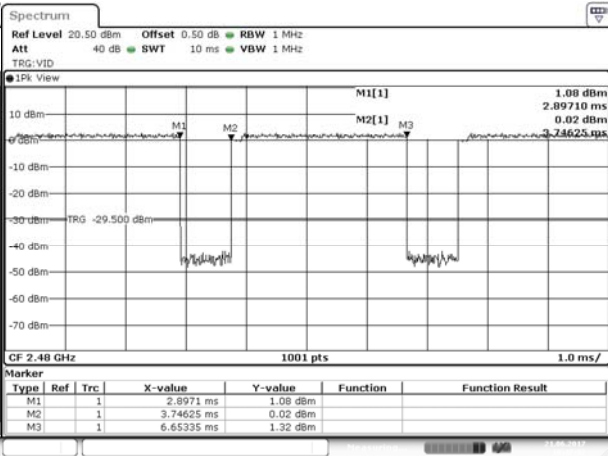 Spectrum
Ref Level 20.50 dBm Offset 0.50 dB RBW 1 MHz
Att 40 dB SWT 10 ms VBW 1 MHz
TRG:VID
1Pk View
M1[1] 1.08 dBm
2.89710 ms
10 dBm
M2[1] 0.02 dBm
3.74625 ms
M1 M2 M3
0 dBm
-10 dBm
-20 dBm
-30 dBm TRG -29.500 dBm
-40 dBm
-50 dBm
-60 dBm
-70 dBm
CF 2.48 GHz 1001 pts 1.0 ms/
Marker
Type Ref Trc X-value Y-value Function Function Result
M1 1 2.8971 ms 1.08 dBm
M2 1 3.74625 ms 0.02 dBm
M3 1 6.65335 ms 1.32 dBm